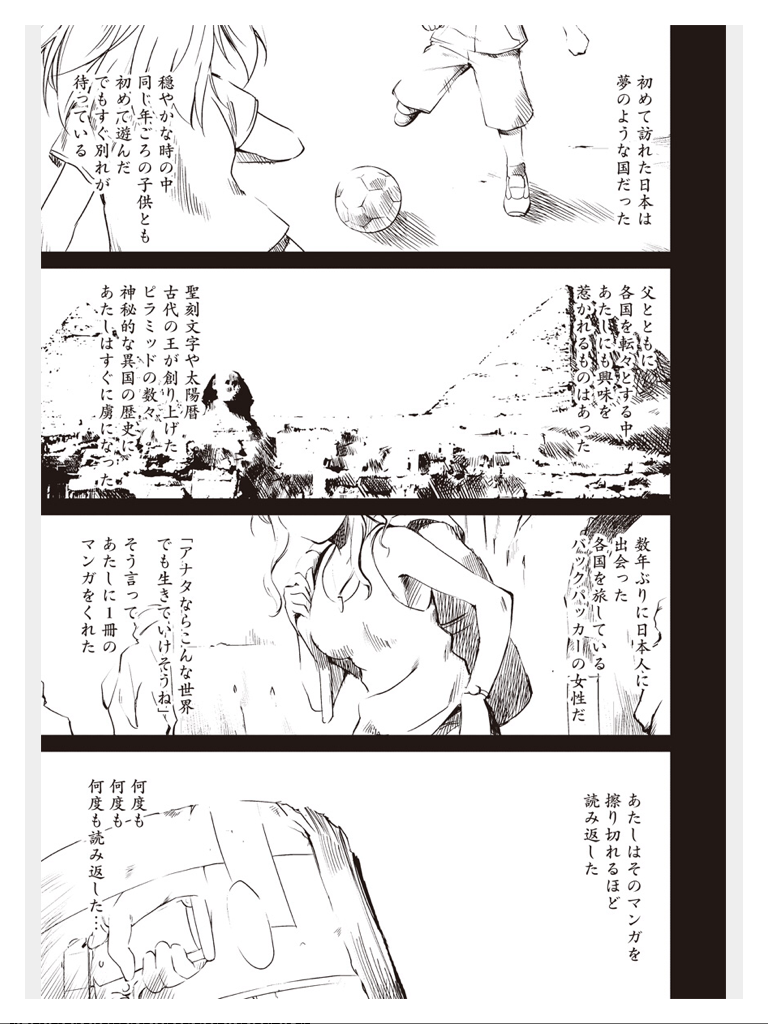 初めて訪れた日本は
夢のような国だった
穏やかな時の中
同じ年ごろの子供とも
初めて遊んだ
でもすぐ別れが
待っている
父とともに
各国を転々とする中
あたしにも興味を
惹かれるものはあった
聖刻文字や太陽暦
古代の王が創り上げた
ピラミッドの数々
神秘的な異国の歴史に
あたしはすぐに虜になった
数年ぶりに日本人に
出会った
各国を旅している
バックパッカーの女性だ
「アナタならこんな世界
でも生きていけそうね」
そう言って
あたしに1冊の
マンガをくれた
あたしはそのマンガを
擦り切れるほど
読み返した
何度も
何度も
何度も読み返した…